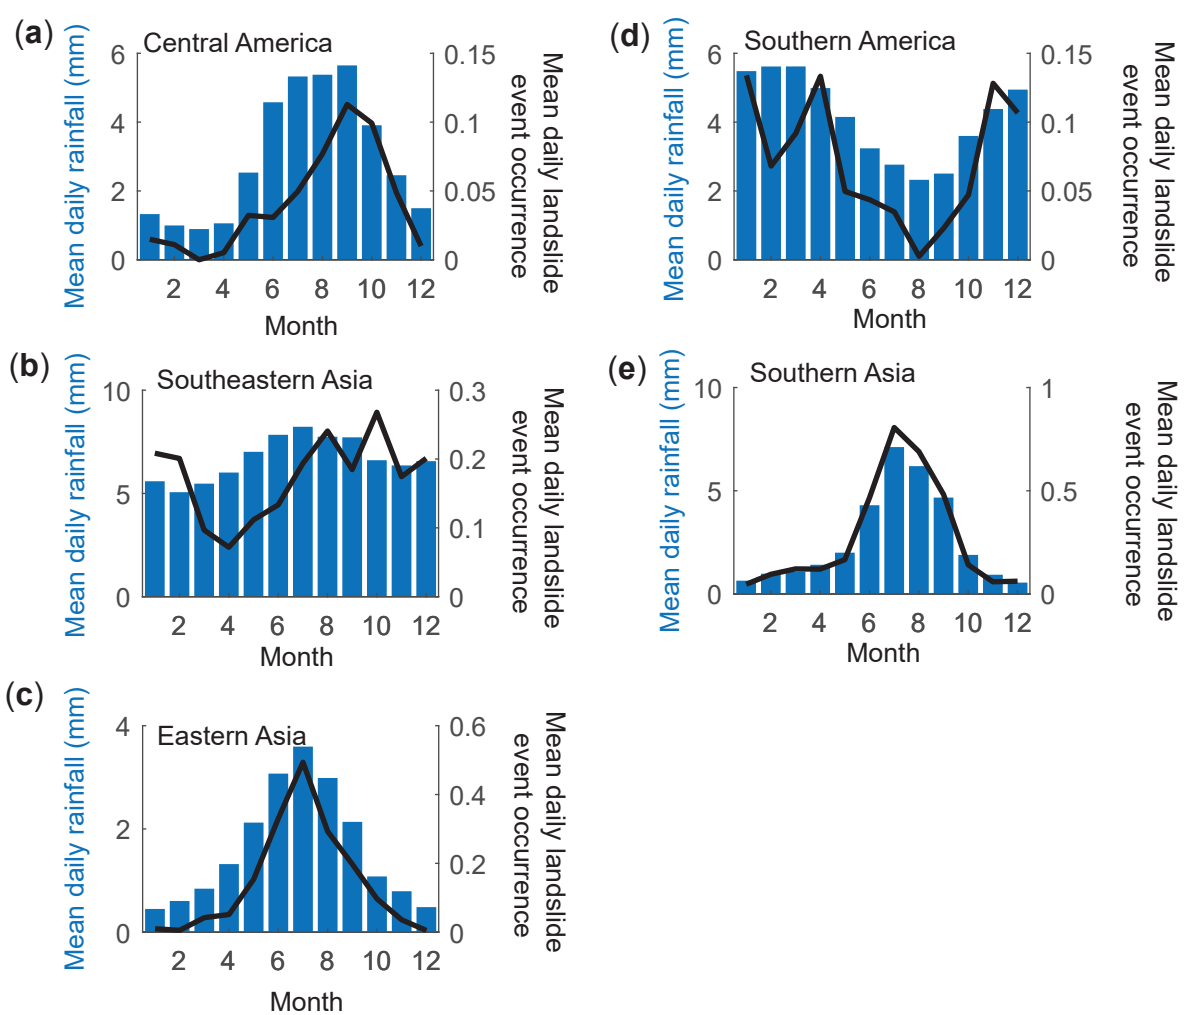 (a)
Central America
Mean daily rainfall (mm)
6
4
2
0
0.15
0.1
0.05
0
Mean daily landslide
event occurrence
2 4 6 8 10 12
Month
(d)
Southern America
Mean daily rainfall (mm)
6
4
2
0
0.15
0.1
0.05
0
Mean daily landslide
event occurrence
2 4 6 8 10 12
Month
(b)
Southeastern Asia
Mean daily rainfall (mm)
10
5
0
0.3
0.2
0.1
0
Mean daily landslide
event occurrence
2 4 6 8 10 12
Month
(e)
Southern Asia
Mean daily rainfall (mm)
10
5
0
1
0.5
0
Mean daily landslide
event occurrence
2 4 6 8 10 12
Month
(c)
Eastern Asia
Mean daily rainfall (mm)
4
2
0
0.6
0.4
0.2
0
Mean daily landslide
event occurrence
2 4 6 8 10 12
Month